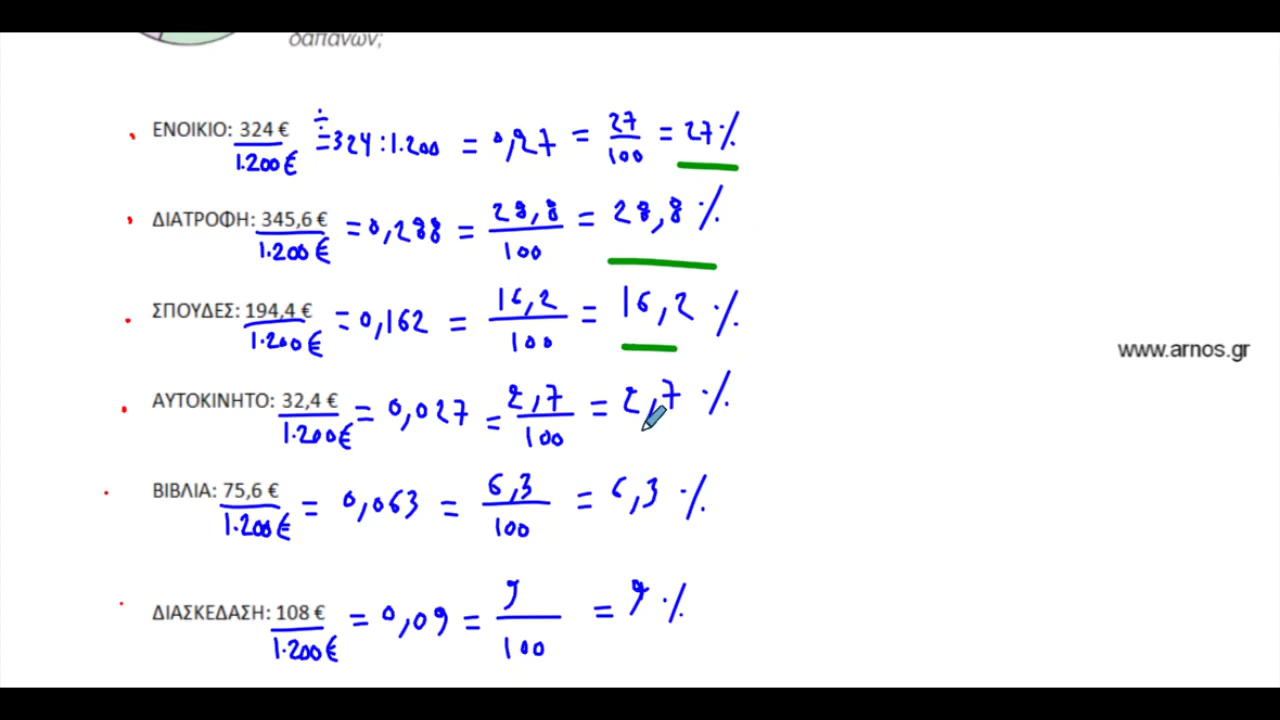 δαπανών;
ΕΝΟΙΚΙΟ: 324 €/1.200€ = 324 : 1.200 = 0,27 = 27/100 = 27%
ΔΙΑΤΡΟΦΗ: 345,6 €/1.200€ = 0,288 = 28,8/100 = 28,8 %
ΣΠΟΥΔΕΣ: 194,4 €/1.200€ = 0,162 = 16,2/100 = 16,2 %
www.arnos.gr
ΑΥΤΟΚΙΝΗΤΟ: 32,4 €/1.200€ = 0,027 = 2,7/100 = 2,7 %
ΒΙΒΛΙΑ: 75,6 €/1.200€ = 0,063 = 6,3/100 = 6,3 %
ΔΙΑΣΚΕΔΑΣΗ: 108 €/1.200€ = 0,09 = 9/100 = 9 %